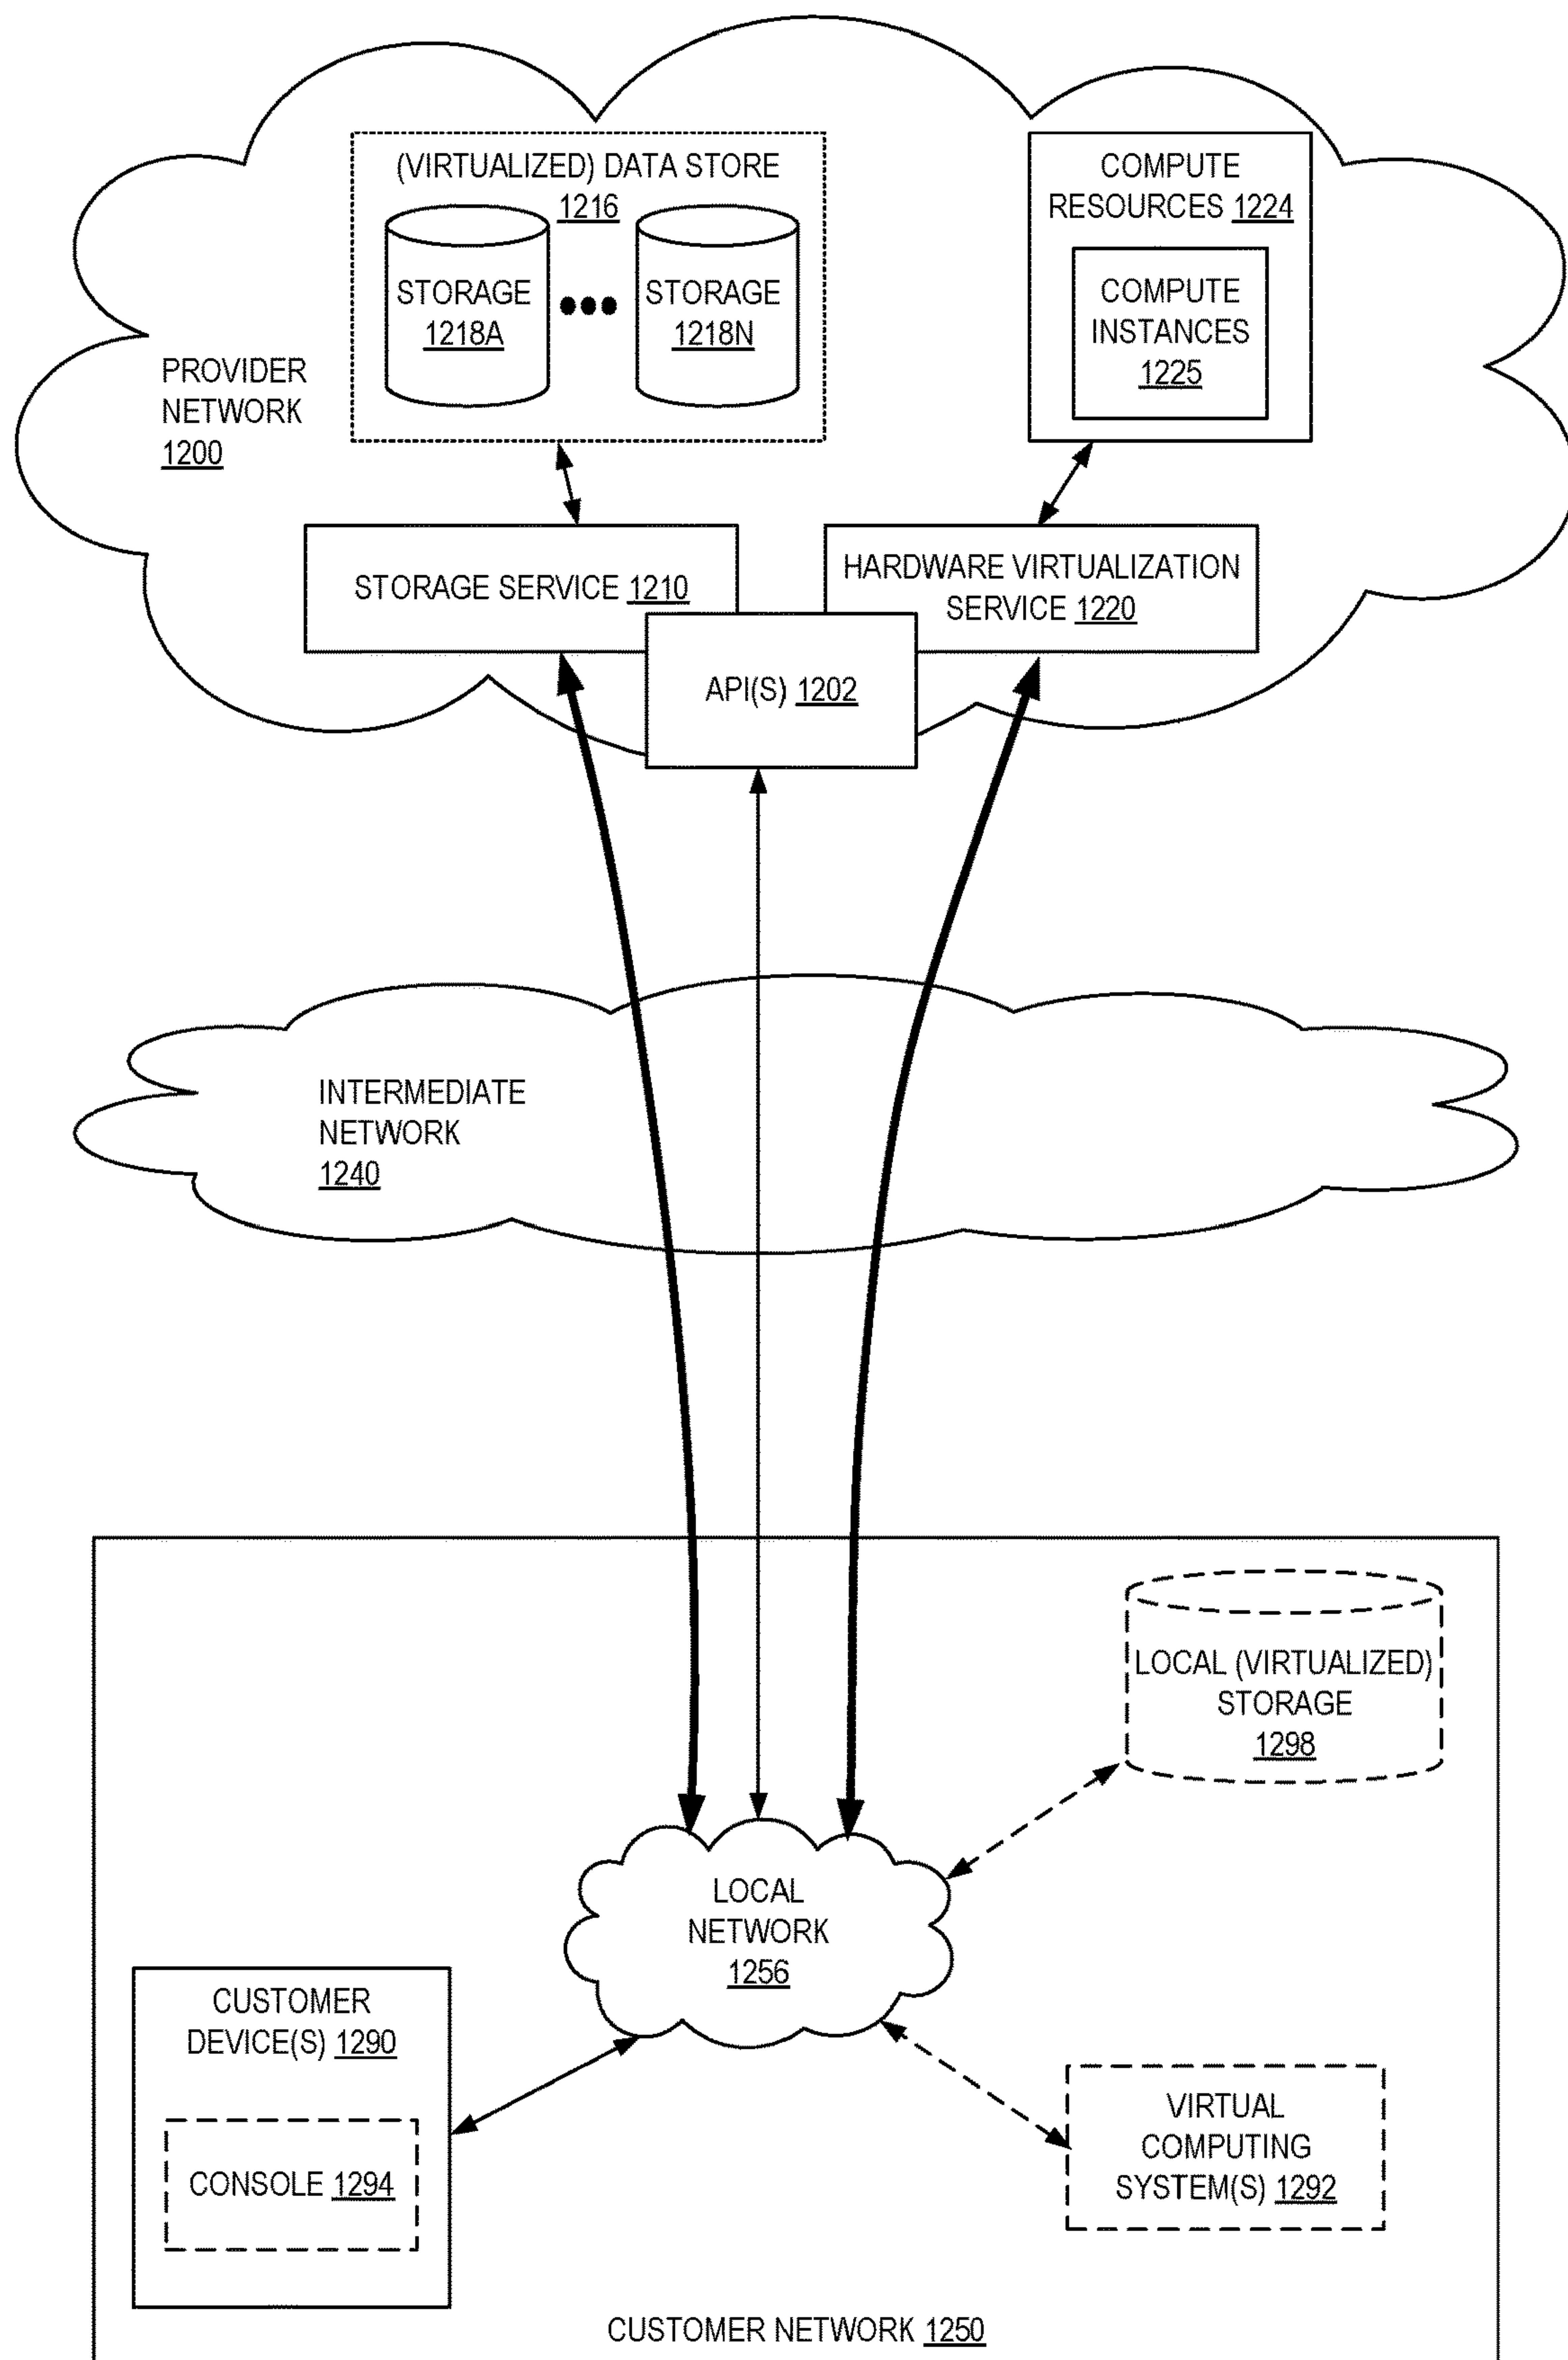 (VIRTUALIZED) DATA STORE
1216
STORAGE
1218A
STORAGE
1218N
COMPUTE
RESOURCES 1224
COMPUTE
INSTANCES
1225
PROVIDER
NETWORK
1200
STORAGE SERVICE 1210
HARDWARE VIRTUALIZATION
SERVICE 1220
API(S) 1202
INTERMEDIATE
NETWORK
1240
LOCAL (VIRTUALIZED)
STORAGE
1298
LOCAL
NETWORK
1256
CUSTOMER
DEVICE(S) 1290
CONSOLE 1294
VIRTUAL
COMPUTING
SYSTEM(S) 1292
CUSTOMER NETWORK 1250